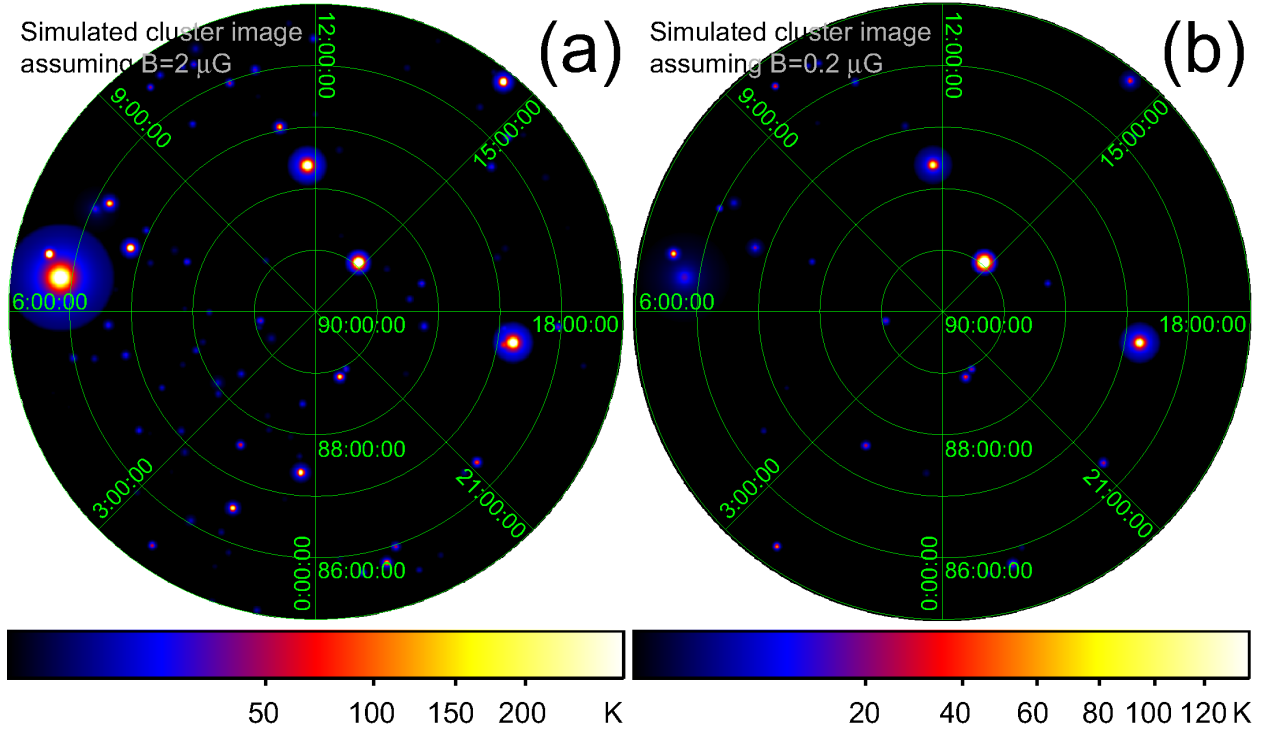 Simulated cluster image
assuming B=2 μG
(a)
12:00:00
9:00:00
15:00:00
6:00:00
90:00:00
18:00:00
88:00:00
3:00:00
21:00:00
0:00:00
86:00:00
50 100 150 200 K
Simulated cluster image
assuming B=0.2 μG
(b)
12:00:00
9:00:00
15:00:00
6:00:00
90:00:00
18:00:00
88:00:00
3:00:00
21:00:00
0:00:00
86:00:00
20 40 60 80 100 120 K